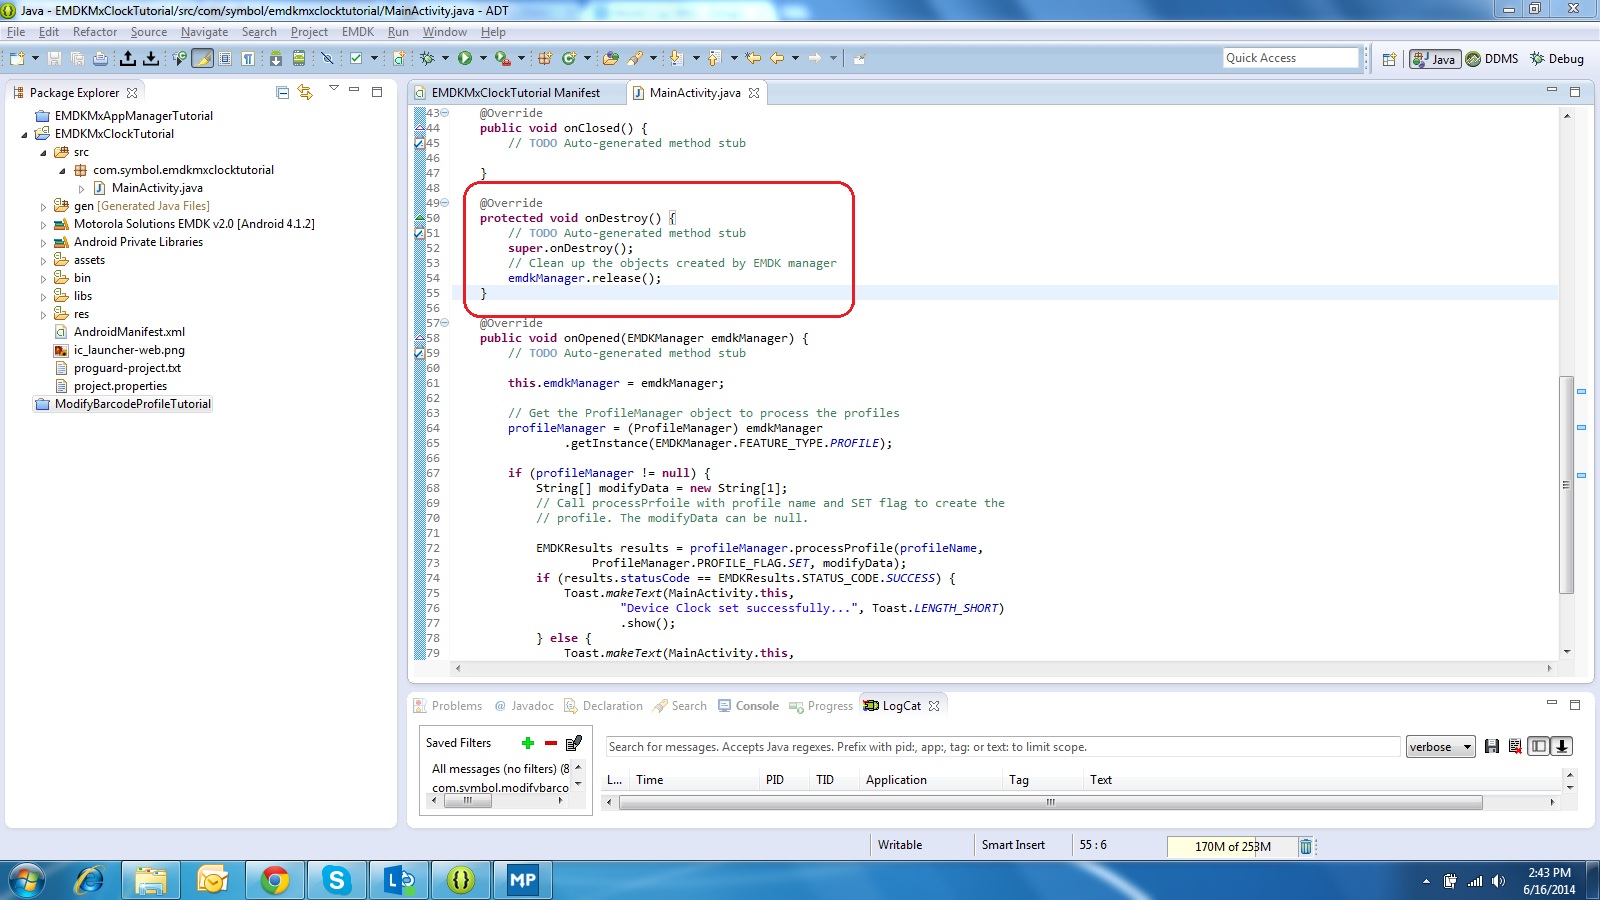 Java - EMDKMxClockTutorial/src/com/symbol/emdkmxclocktutorial/MainActivity.java - ADT
File Edit Refactor Source Navigate Search Project EMDK Run Window Help
Quick Access
Java
DDMS
Debug
Package Explorer
EMDKMxAppManagerTutorial
EMDKMxClockTutorial
src
com.symbol.emdkmxclocktutorial
MainActivity.java
gen [Generated Java Files]
Motorola Solutions EMDK v2.0 [Android 4.1.2]
Android Private Libraries
assets
bin
libs
res
AndroidManifest.xml
ic_launcher-web.png
proguard-project.txt
project.properties
ModifyBarcodeProfileTutorial
EMDKMxClockTutorial Manifest
MainActivity.java
43 @Override
44 public void onClosed() {
45 // TODO Auto-generated method stub
46
47 }
48
49 @Override
50 protected void onDestroy() {
51 // TODO Auto-generated method stub
52 super.onDestroy();
53 // Clean up the objects created by EMDK manager
54 emdkManager.release();
55 }
56
57 @Override
58 public void onOpened(EMDKManager emdkManager) {
59 // TODO Auto-generated method stub
60
61 this.emdkManager = emdkManager;
62
63 // Get the ProfileManager object to process the profiles
64 profileManager = (ProfileManager) emdkManager
65 .getInstance(EMDKManager.FEATURE_TYPE.PROFILE);
66
67 if (profileManager != null) {
68 String[] modifyData = new String[1];
69 // Call processPrfoile with profile name and SET flag to create the
70 // profile. The modifyData can be null.
71
72 EMDKResults results = profileManager.processProfile(profileName,
73 ProfileManager.PROFILE_FLAG.SET, modifyData);
74 if (results.statusCode == EMDKResults.STATUS_CODE.SUCCESS) {
75 Toast.makeText(MainActivity.this,
76 "Device Clock set successfully...", Toast.LENGTH_SHORT)
77 .show();
78 } else {
79 Toast.makeText(MainActivity.this,
Problems @ Javadoc Declaration Search Console Progress LogCat
Saved Filters
All messages (no filters) (8
com.symbol.modifybarco
Search for messages. Accepts Java regexes. Prefix with pid:, app:, tag: or text: to limit scope.
verbose
L... Time PID TID Application Tag Text
Writable
Smart Insert
55 : 6
170M of 253M
MP
2:43 PM
6/16/2014